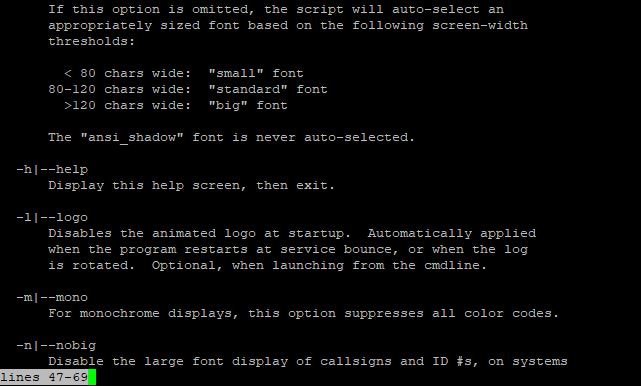 If this option is omitted, the script will auto-select an
appropriately sized font based on the following screen-width
thresholds:
< 80 chars wide:  "small" font
80-120 chars wide:  "standard" font
>120 chars wide:  "big" font
The "ansi_shadow" font is never auto-selected.
-h|--help
Display this help screen, then exit.
-l|--logo
Disables the animated logo at startup.  Automatically applied
when the program restarts at service bounce, or when the log
is rotated.  Optional, when launching from the cmdline.
-m|--mono
For monochrome displays, this option suppresses all color codes.
-n|--nobig
Disable the large font display of callsigns and ID #s, on systems
lines 47-69